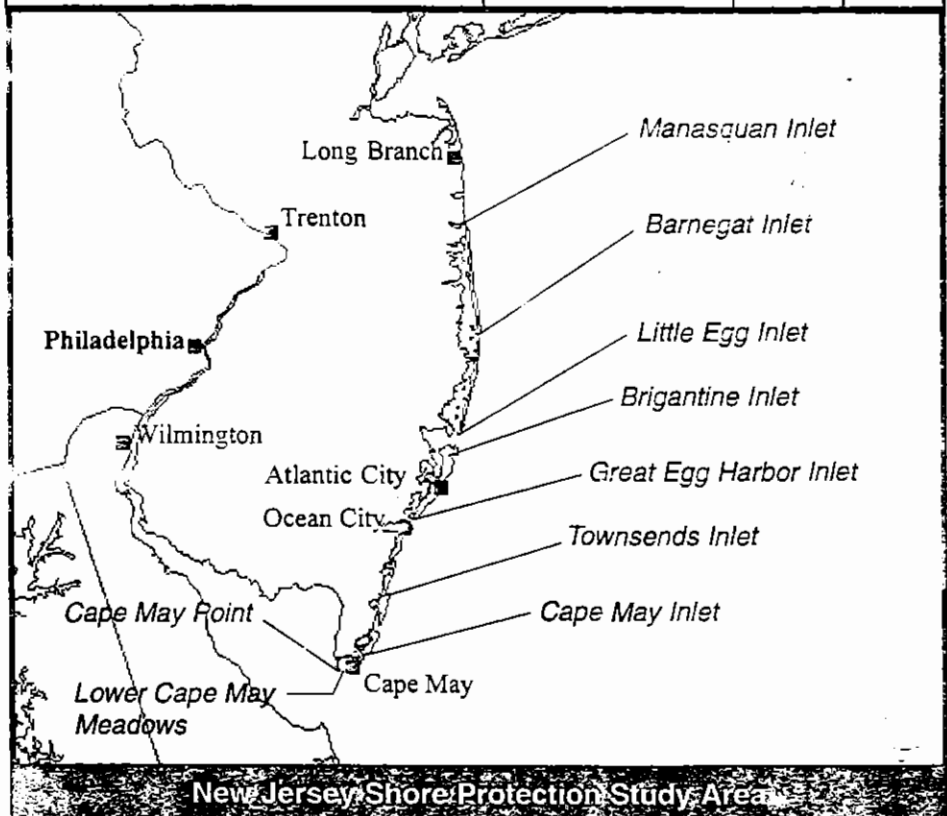 Long Branch
Manasquan Inlet
Trenton
Barnegat Inlet
Philadelphia
Little Egg Inlet
Brigantine Inlet
Wilmington
Atlantic City
Great Egg Harbor Inlet
Ocean City
Townsends Inlet
Cape May Point
Cape May Inlet
Cape May
Lower Cape May
Meadows
New Jersey Shore Protection Study Area